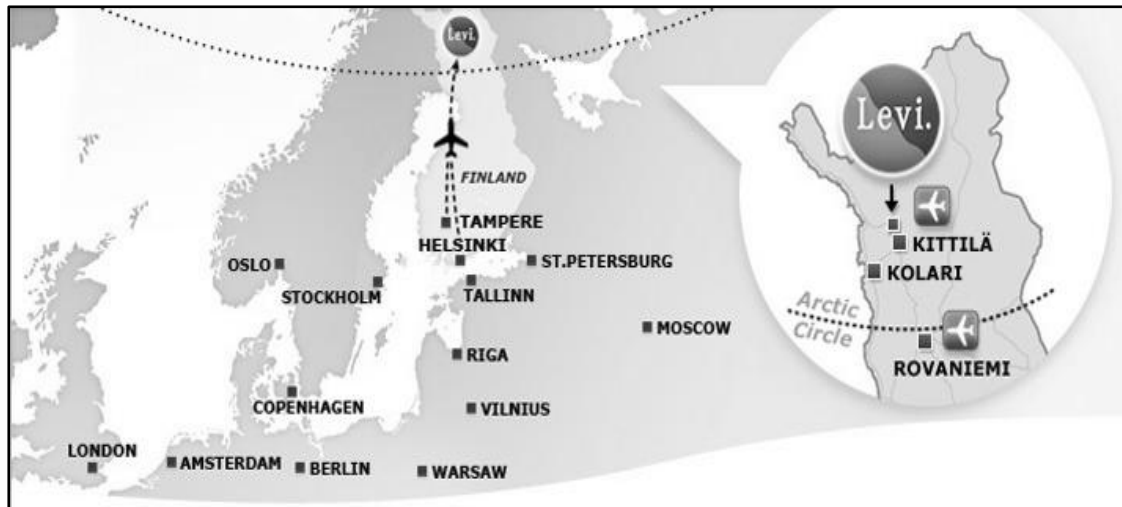 Levi.
FINLAND
TAMPERE
HELSINKI
ST.PETERSBURG
OSLO
STOCKHOLM
TALLINN
MOSCOW
RIGA
COPENHAGEN
VILNIUS
LONDON
AMSTERDAM
BERLIN
WARSAW
Levi.
KITTILÄ
KOLARI
Arctic
Circle
ROVANIEMI